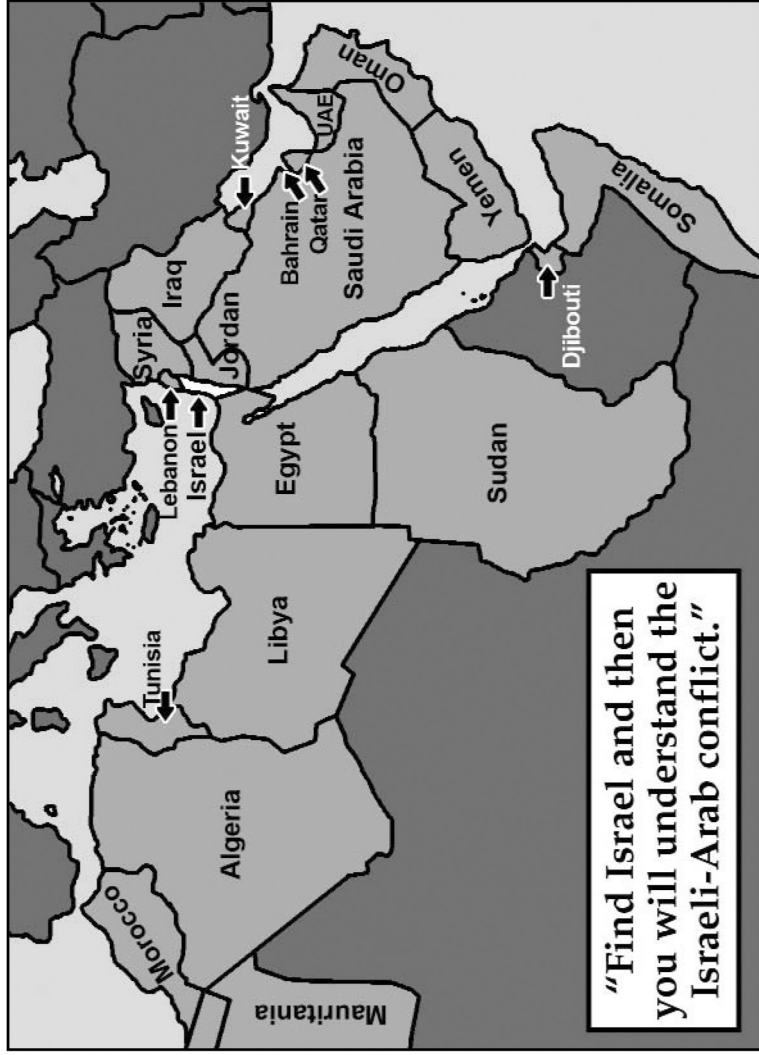 Morocco
Algeria
Tunisia
Libya
Egypt
Sudan
Lebanon
Israel
Syria
Jordan
Iraq
Kuwait
Bahrain
Qatar
UAE
Saudi Arabia
Oman
Yemen
Djibouti
Somalia
Mauritania
"Find Israel and then
you will understand the
Israeli-Arab conflict."